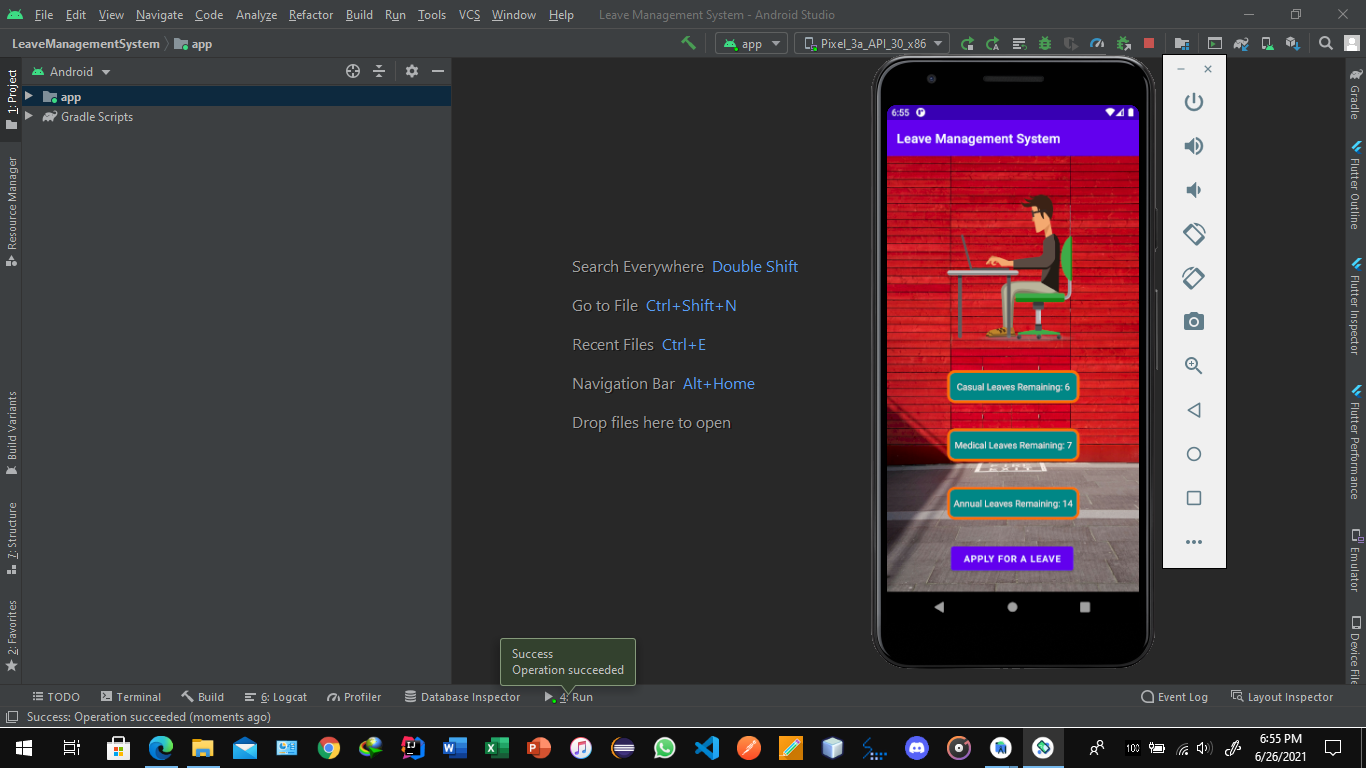 File Edit View Navigate Code Analyze Refactor Build Run Tools VCS Window Help Leave Management System - Android Studio
LeaveManagementSystem app
app Pixel_3a_API_30_x86
Android
app
Gradle Scripts
1: Project
Resource Manager
Build Variants
7: Structure
2: Favorites
Search Everywhere Double Shift
Go to File Ctrl+Shift+N
Recent Files Ctrl+E
Navigation Bar Alt+Home
Drop files here to open
6:55
Leave Management System
Casual Leaves Remaining: 6
Medical Leaves Remaining: 7
Annual Leaves Remaining: 14
APPLY FOR A LEAVE
Gradle
Flutter Outline
Flutter Inspector
Flutter Performance
Emulator
Device File
Success
Operation succeeded
TODO Terminal Build 6: Logcat Profiler Database Inspector 4: Run Event Log Layout Inspector
Success: Operation succeeded (moments ago)
100
6:55 PM
6/26/2021